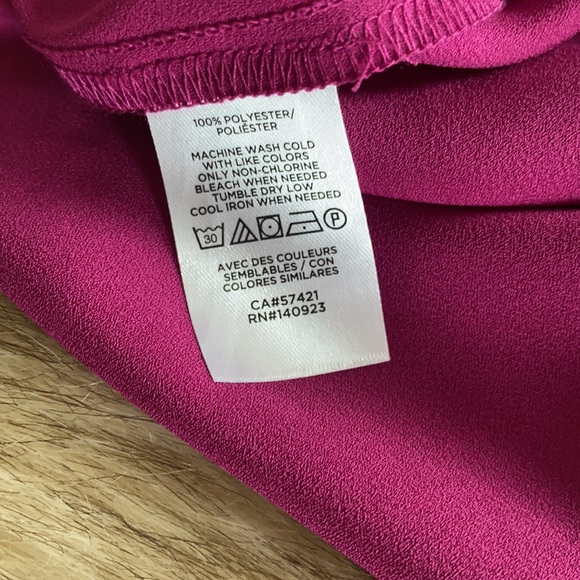 100% POLYESTER/
POLIÉSTER
MACHINE WASH COLD
WITH LIKE COLORS
ONLY NON-CHLORINE
BLEACH WHEN NEEDED
TUMBLE DRY LOW
COOL IRON WHEN NEEDED
30 P
AVEC DES COULEURS
SEMBLABLES / CON
COLORES SIMILARES
CA#57421
RN#140923